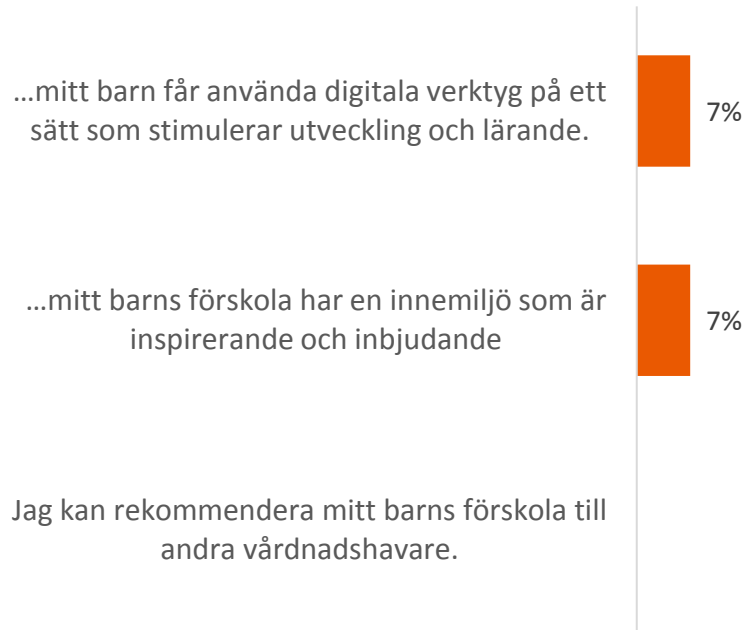 ...mitt barn får använda digitala verktyg på ett
sätt som stimulerar utveckling och lärande.
7%
...mitt barns förskola har en innemiljö som är
inspirerande och inbjudande
7%
Jag kan rekommendera mitt barns förskola till
andra vårdnadshavare.